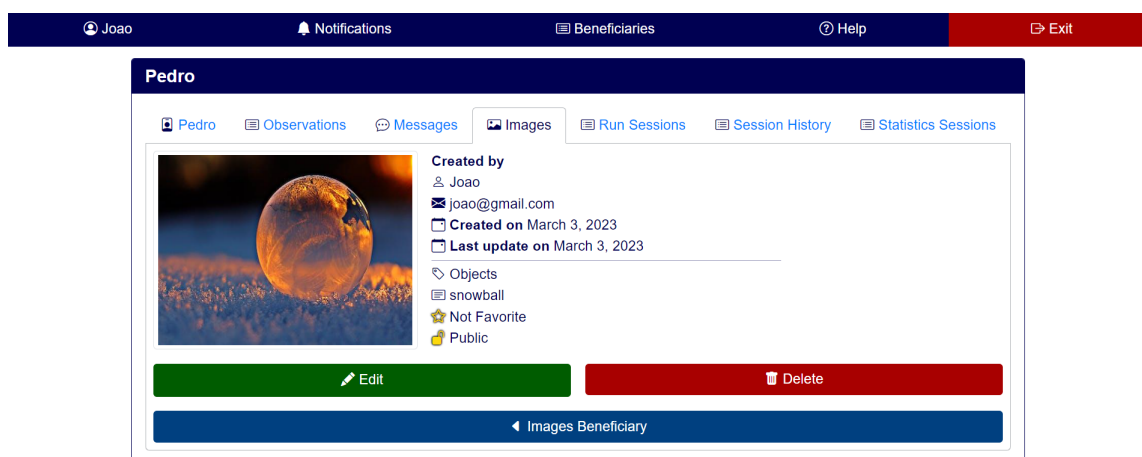 Joao Notifications Beneficiaries Help Exit
Pedro
Pedro Observations Messages Images Run Sessions Session History Statistics Sessions
Created by
Joao
joao@gmail.com
Created on March 3, 2023
Last update on March 3, 2023
Objects
snowball
Not Favorite
Public
Edit Delete
Images Beneficiary